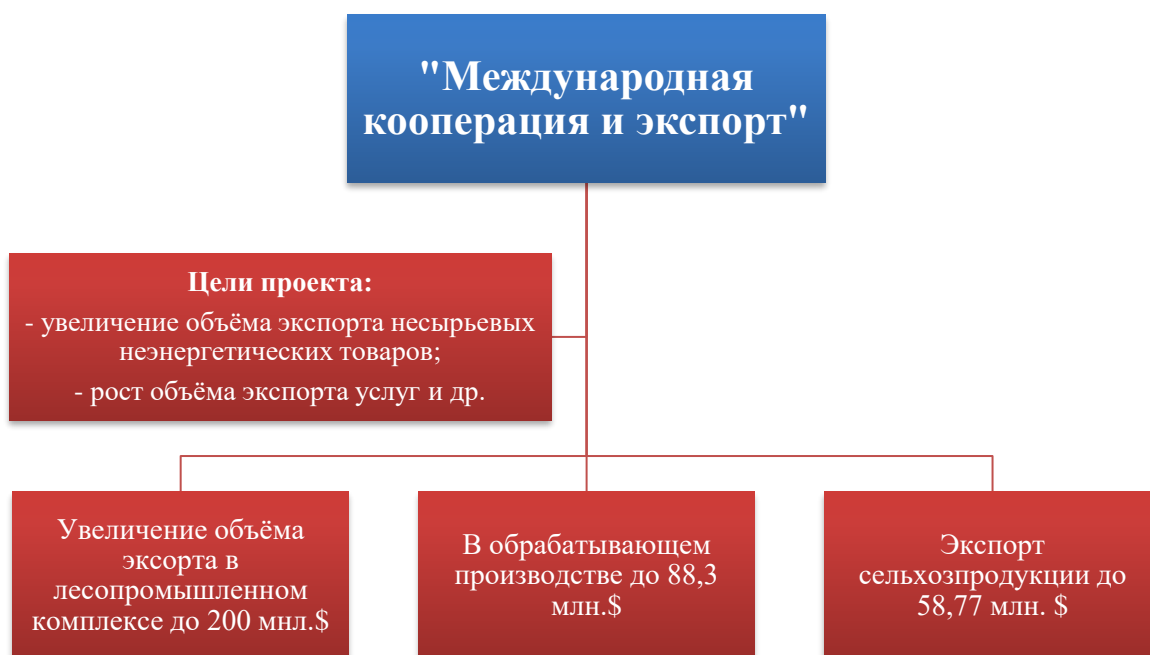 "Международная
кооперация и экспорт"
Цели проекта:
- увеличение объёма экспорта несырьевых
неэнергетических товаров;
- рост объёма экспорта услуг и др.
Увеличение объёма
эксорта в
лесопромышленном
комплексе до 200 мнл.$
В обрабатывающем
производстве до 88,3
млн.$
Экспорт
сельхозпродукции до
58,77 млн. $